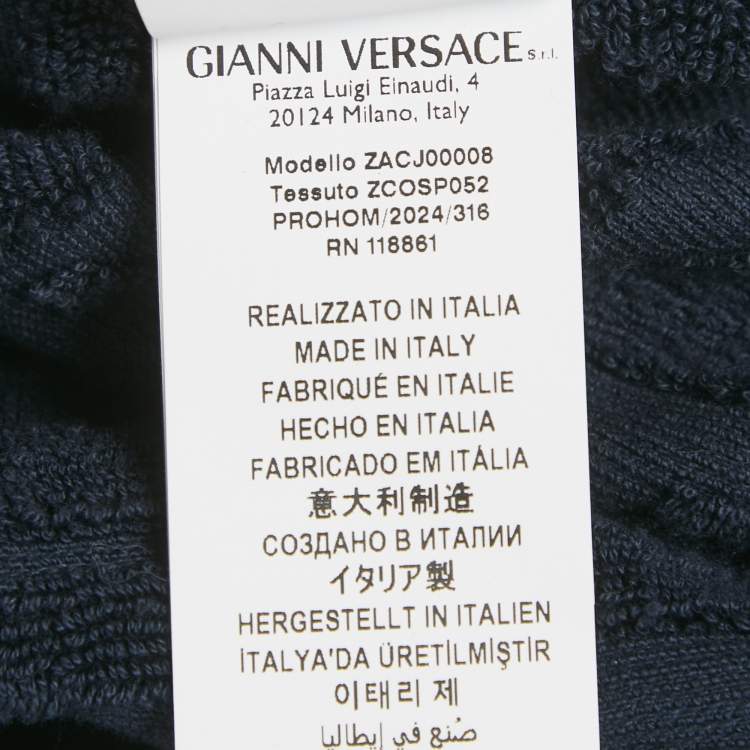 GIANNI VERSACE s.r.l.
Piazza Luigi Einaudi, 4
20124 Milano, Italy
Modello ZACJ00008
Tessuto ZCOSP052
PROHOM/2024/316
RN 118861
REALIZZATO IN ITALIA
MADE IN ITALY
FABRIQUÉ EN ITALIE
HECHO EN ITALIA
FABRICADO EM ITÁLIA
意大利制造
СОЗДАНО В ИТАЛИИ
イタリア製
HERGESTELLT IN ITALIEN
İTALYA'DA ÜRETİLMİŞTİR
이태리 제
صُنع في إيطاليا